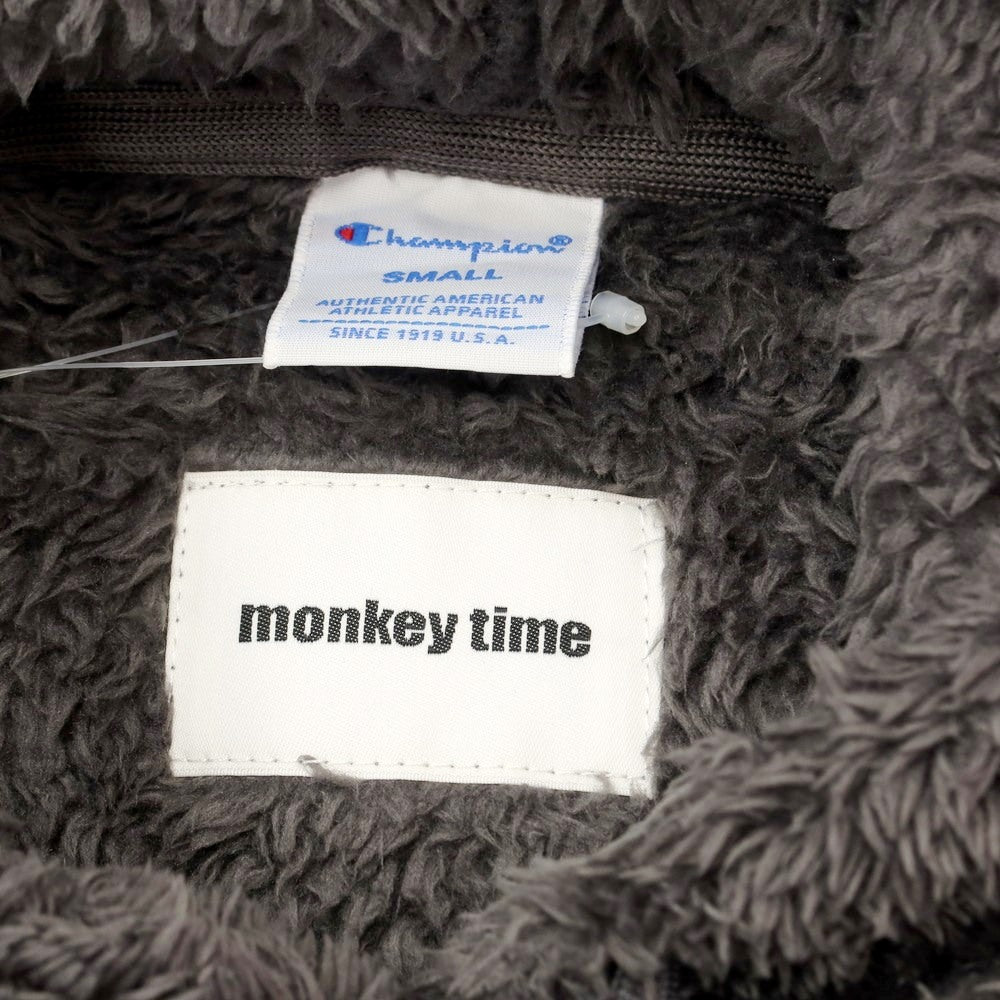 Champion®
SMALL
AUTHENTIC AMERICAN
ATHLETIC APPAREL
SINCE 1919 U.S.A.
monkey time